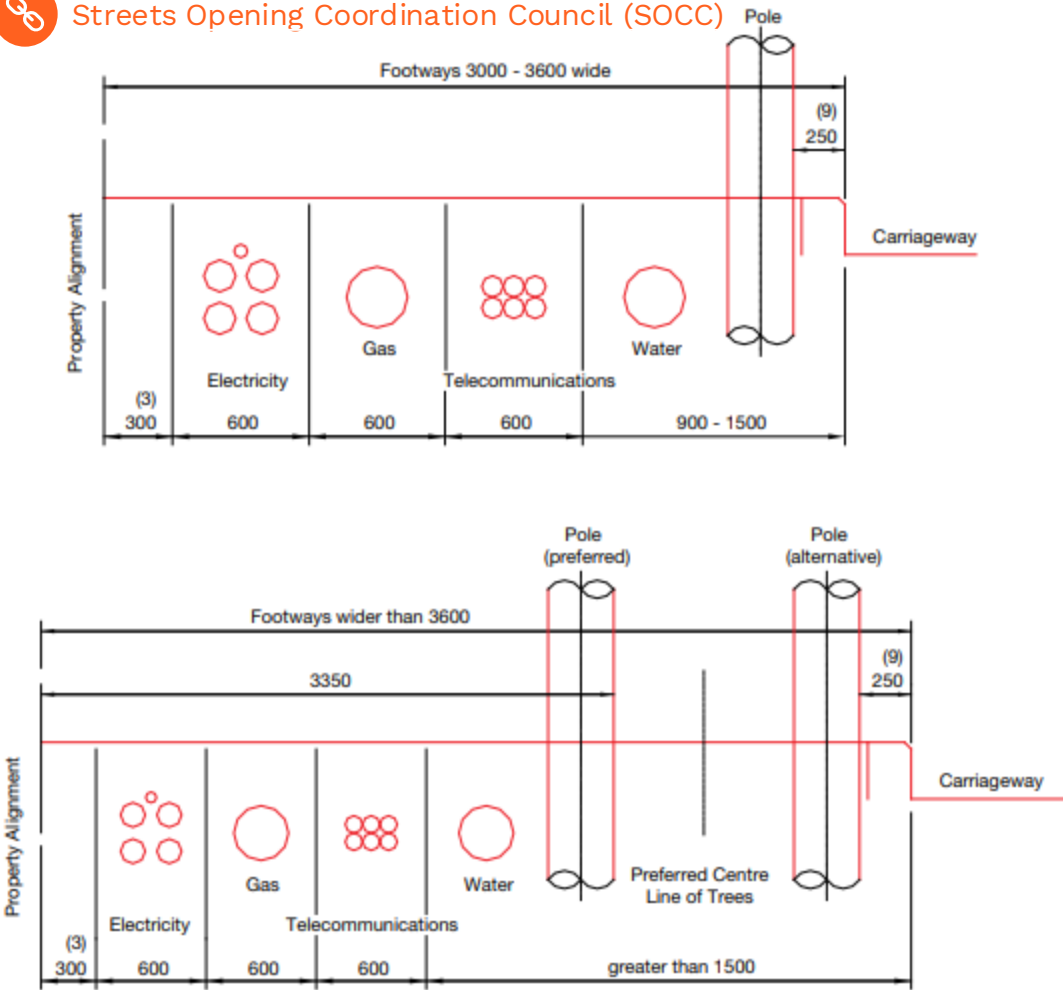 Streets Opening Coordination Council (SOCC)
Pole
Footways 3000 - 3600 wide
(9)
250
Carriageway
Property Alignment
Gas
Water
Electricity
Telecommunications
(3)
300
600
600
600
900 - 1500
Pole
(preferred)
Pole
(alternative)
Footways wider than 3600
(9)
250
3350
Carriageway
Property Alignment
Gas
Water
Preferred Centre
Line of Trees
Electricity
Telecommunications
(3)
300
600
600
600
greater than 1500